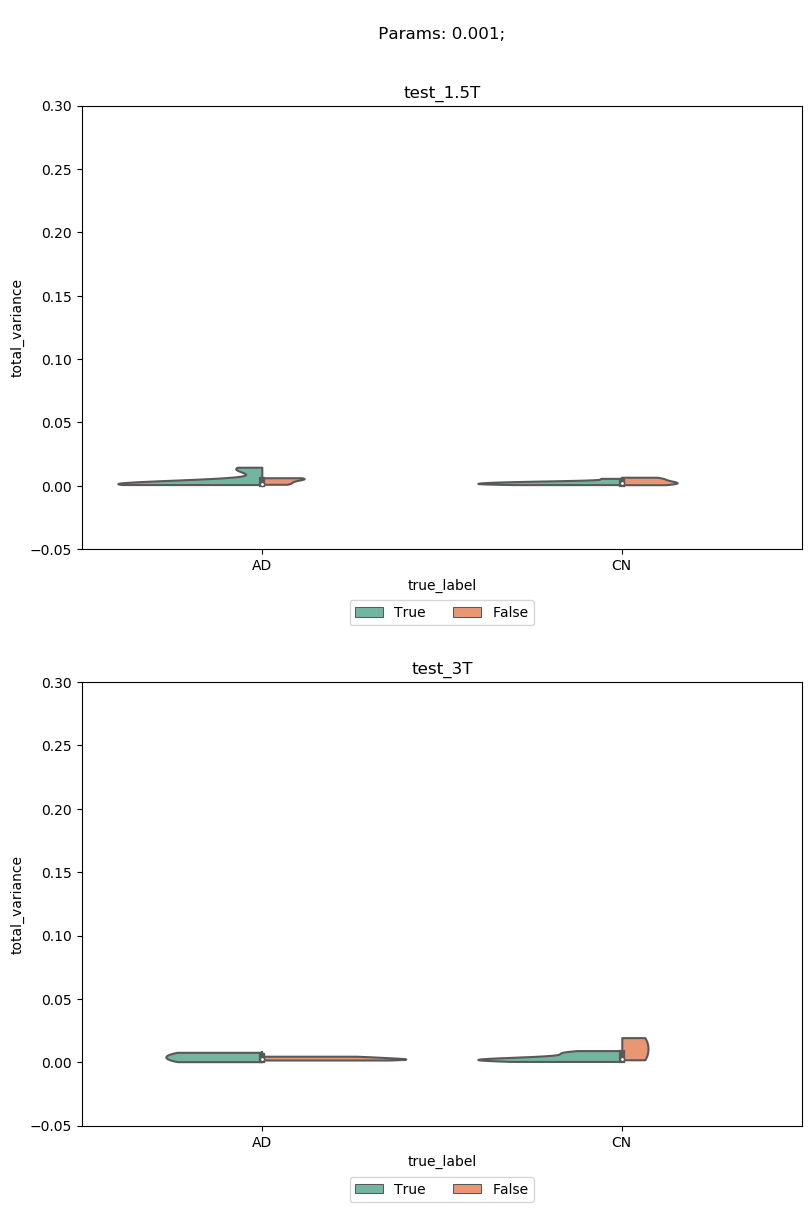 Params: 0.001;
test_1.5T
0.30
0.25
0.20
0.15
0.10
0.05
0.00
−0.05
total_variance
AD CN
true_label
True False
test_3T
0.30
0.25
0.20
0.15
0.10
0.05
0.00
−0.05
total_variance
AD CN
true_label
True False